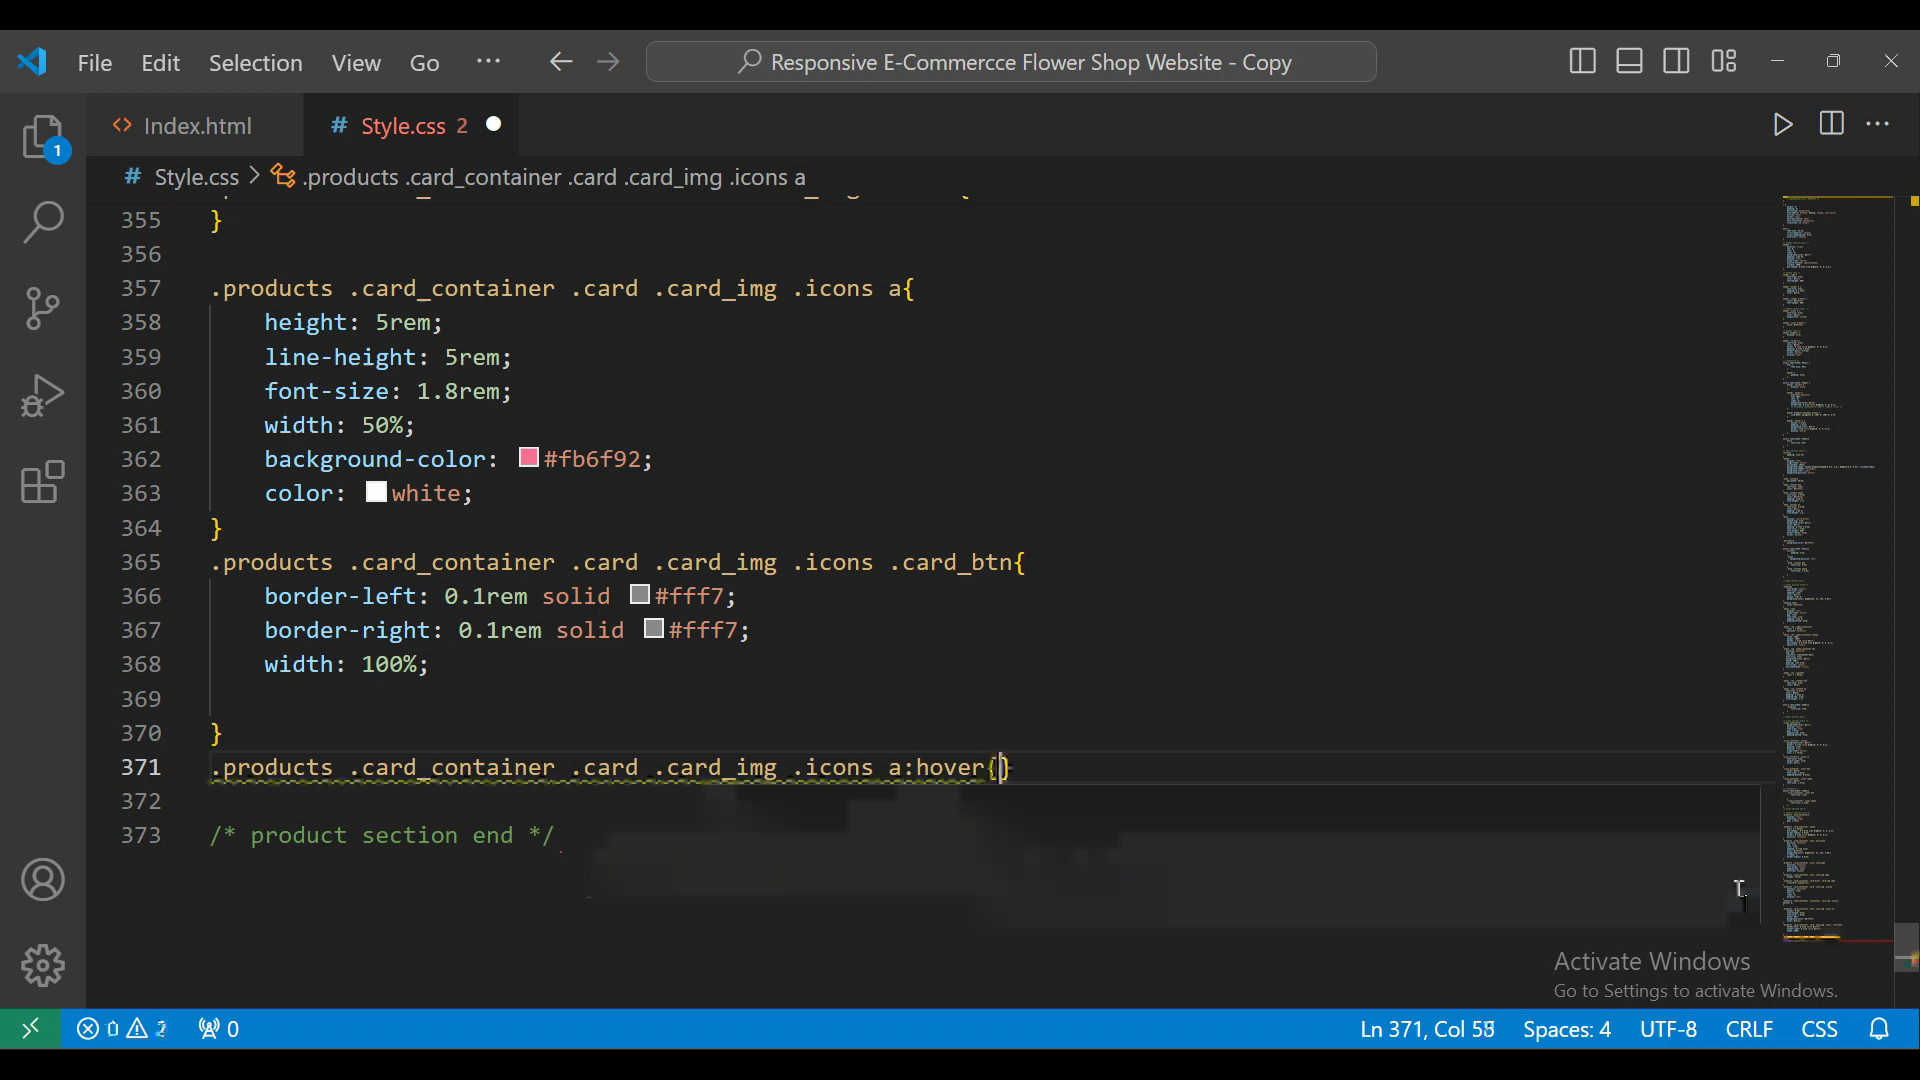 File Edit Selection View Go ··· Responsive E-Commercce Flower Shop Website - Copy
Index.html # Style.css 2
# Style.css > .products .card_container .card .card_img .icons a
1
355 }
356
357 .products .card_container .card .card_img .icons a{
358 height: 5rem;
359 line-height: 5rem;
360 font-size: 1.8rem;
361 width: 50%;
362 background-color: #fb6f92;
363 color: white;
364 }
365 .products .card_container .card .card_img .icons .card_btn{
366 border-left: 0.1rem solid #fff7;
367 border-right: 0.1rem solid #fff7;
368 width: 100%;
369
370 }
371 .products .card_container .card .card_img .icons a:hover{}
372
373 /* product section end */
Activate Windows
Go to Settings to activate Windows.
0 Ln 371, Col 58 Spaces: 4 UTF-8 CRLF CSS